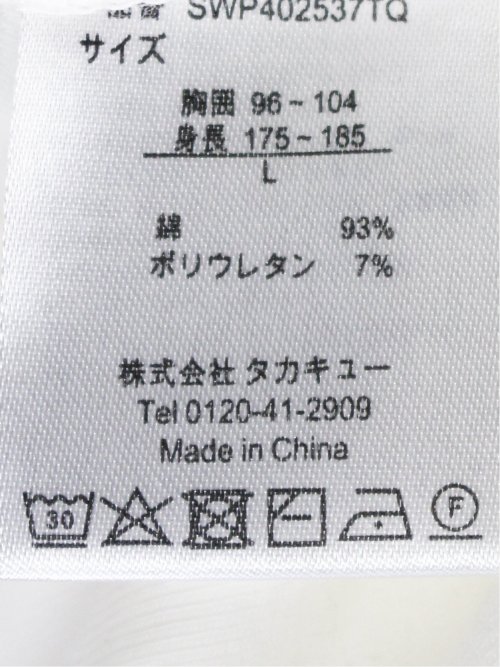 品番 SWP402537TQ
サイズ
胸囲 96~104
身長 175~185
L
綿 93%
ポリウレタン 7%
株式会社 タカキュー
Tel 0120-41-2909
Made in China
30
F